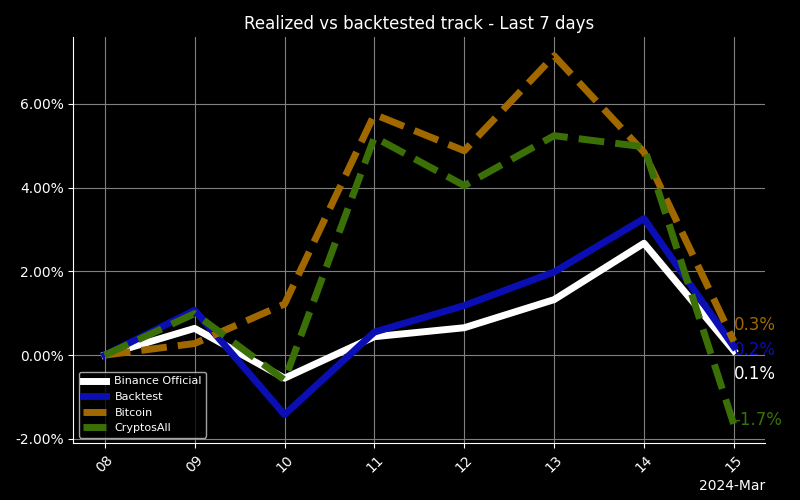 Realized vs backtested track - Last 7 days
6.00%
4.00%
2.00%
0.00%
-2.00%
Binance Official
Backtest
Bitcoin
CryptosAll
0.3%
0.2%
0.1%
-1.7%
08 09 10 11 12 13 14 15
2024-Mar